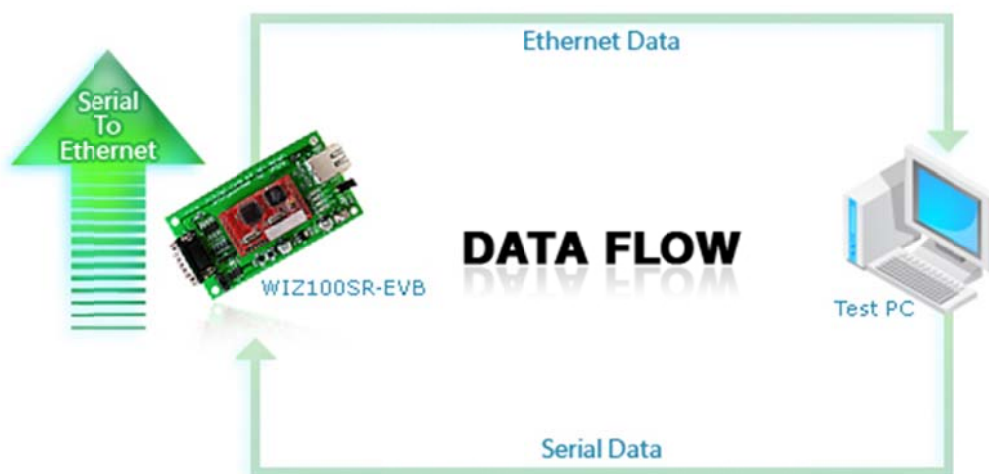 Ethernet Data
Serial
To
Ethernet
DATA FLOW
WIZ100SR-EVB
Test PC
Serial Data